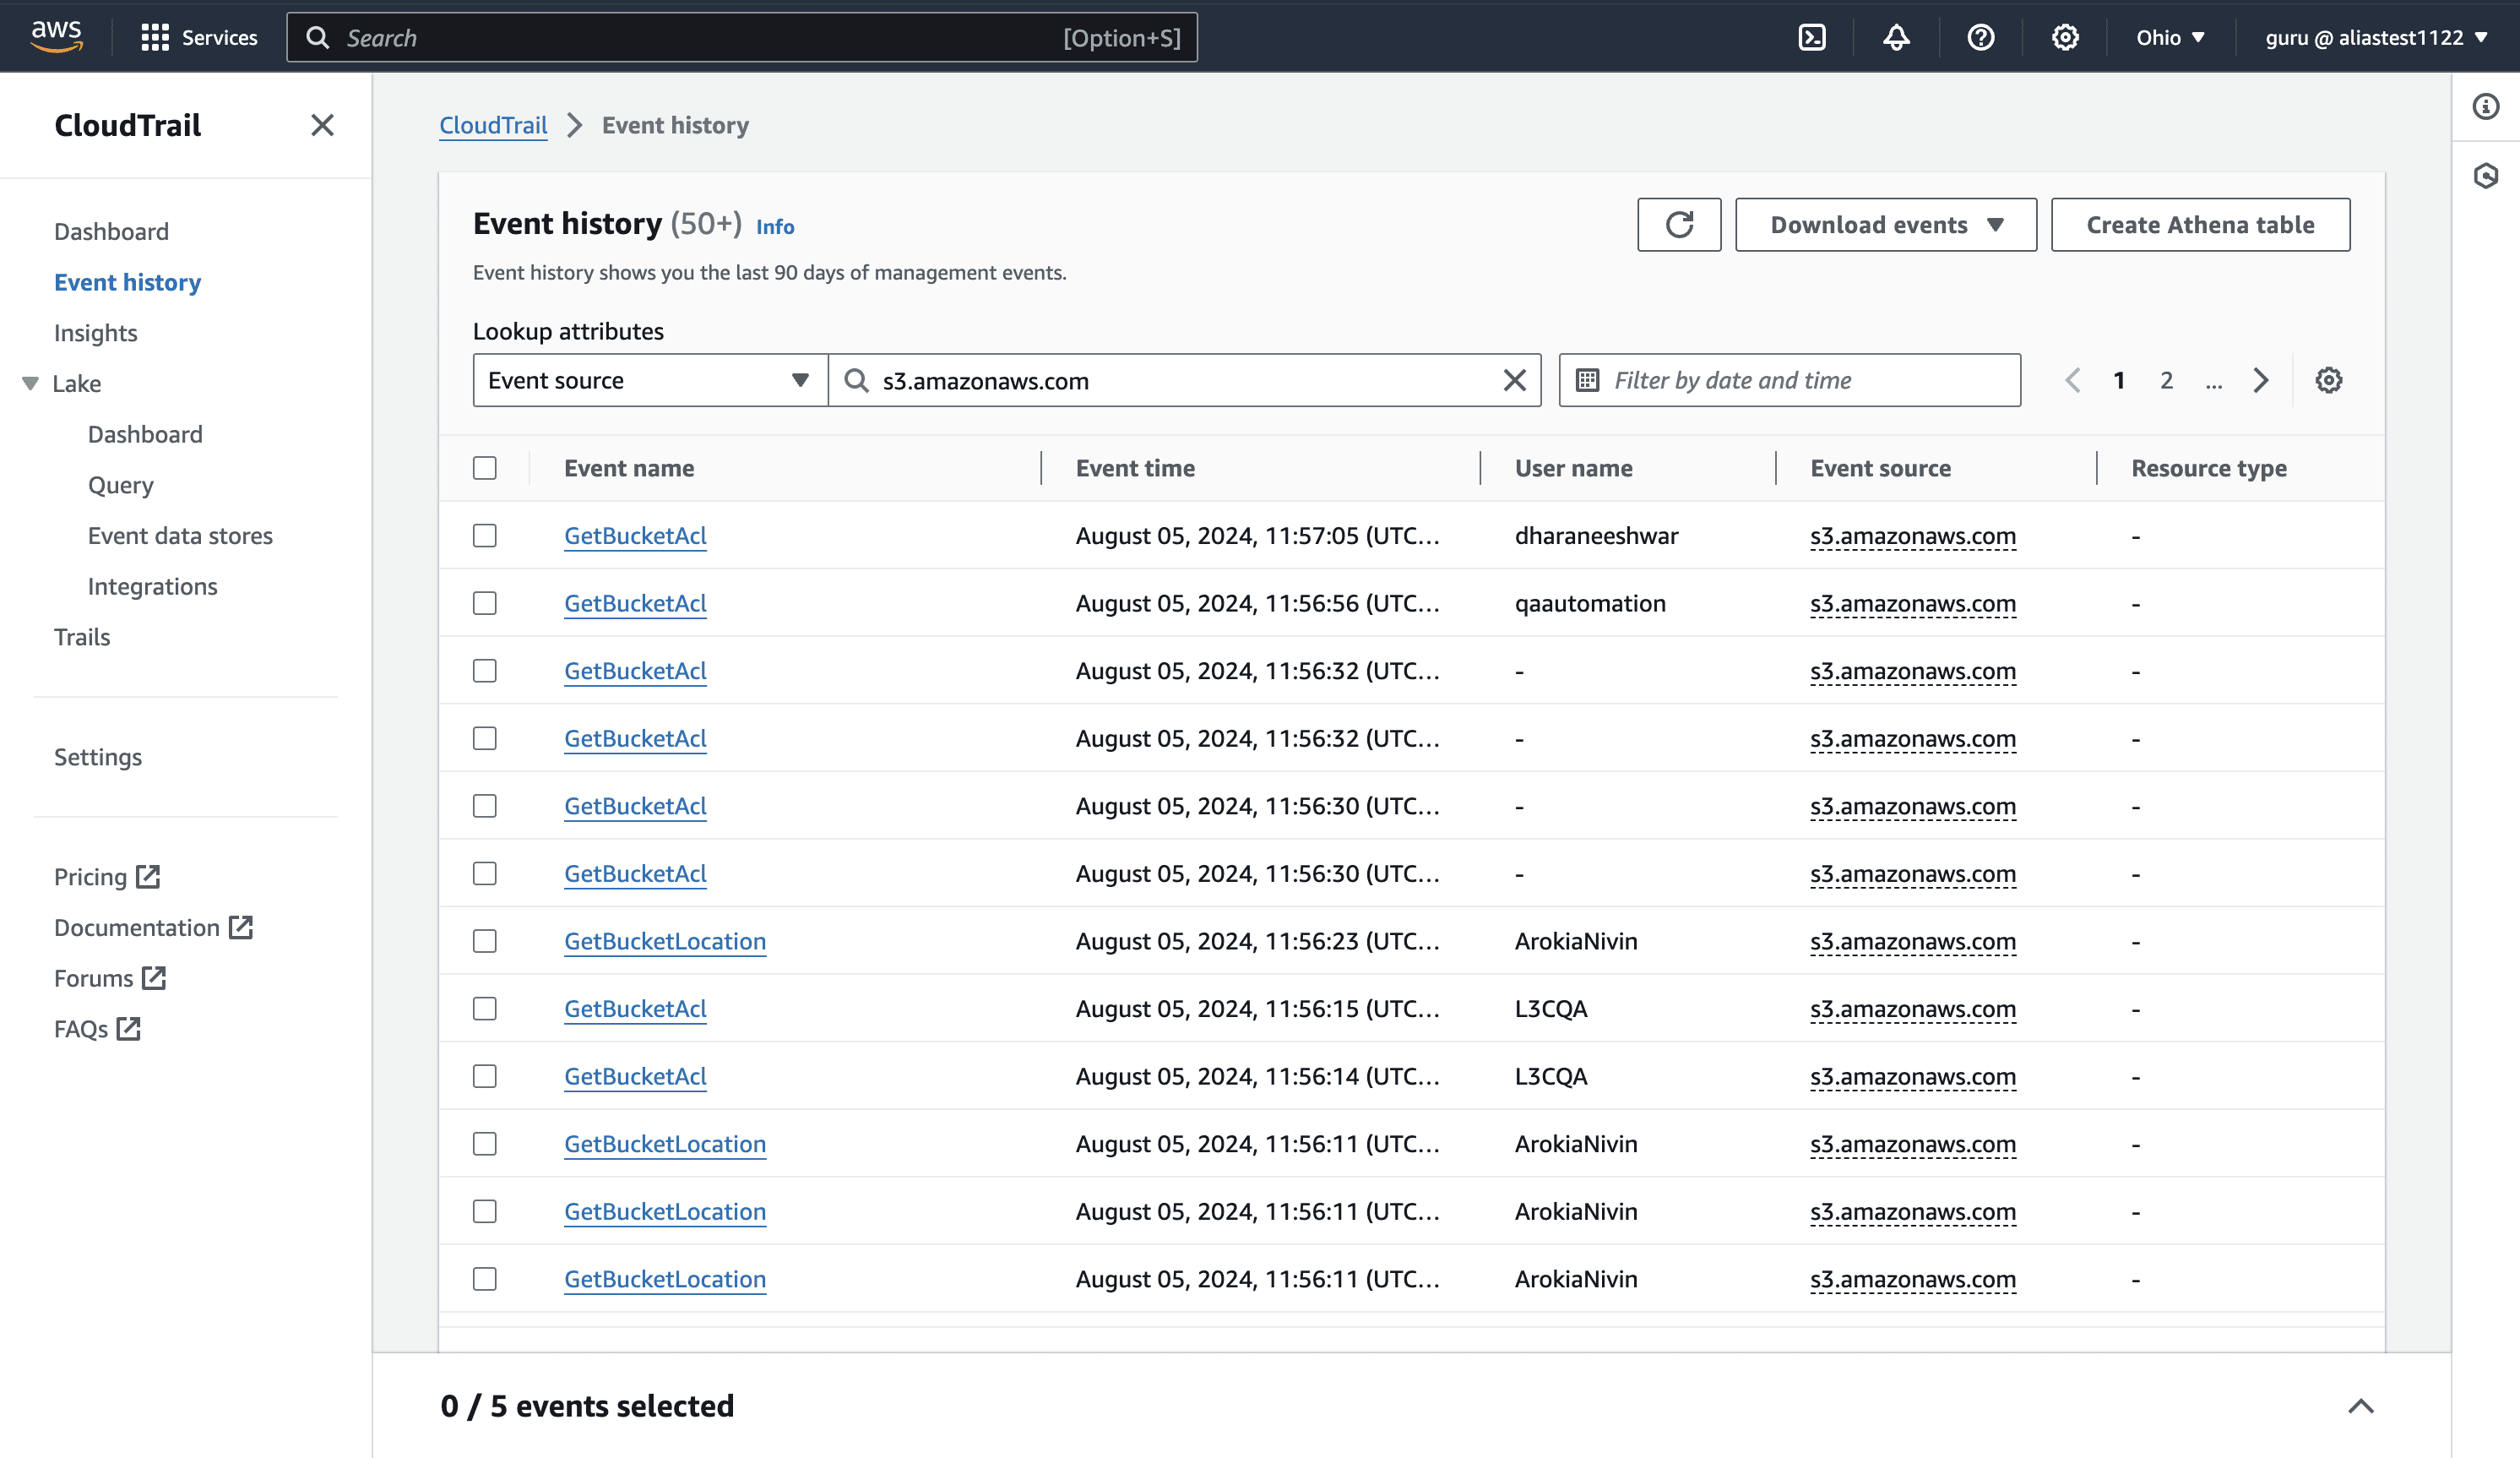 aws Services Search [Option+S] Ohio guru @ aliastest1122
CloudTrail
Dashboard
Event history
Insights
Lake
Dashboard
Query
Event data stores
Integrations
Trails
Settings
Pricing
Documentation
Forums
FAQs
CloudTrail Event history
Event history (50+) Info
Download events Create Athena table
Event history shows you the last 90 days of management events.
Lookup attributes
Event source s3.amazonaws.com Filter by date and time 1 2 ...
Event name Event time User name Event source Resource type
GetBucketAcl August 05, 2024, 11:57:05 (UTC... dharaneeshwar s3.amazonaws.com -
GetBucketAcl August 05, 2024, 11:56:56 (UTC... qaautomation s3.amazonaws.com -
GetBucketAcl August 05, 2024, 11:56:32 (UTC... - s3.amazonaws.com -
GetBucketAcl August 05, 2024, 11:56:32 (UTC... - s3.amazonaws.com -
GetBucketAcl August 05, 2024, 11:56:30 (UTC... - s3.amazonaws.com -
GetBucketAcl August 05, 2024, 11:56:30 (UTC... - s3.amazonaws.com -
GetBucketLocation August 05, 2024, 11:56:23 (UTC... ArokiaNivin s3.amazonaws.com -
GetBucketAcl August 05, 2024, 11:56:15 (UTC... L3CQA s3.amazonaws.com -
GetBucketAcl August 05, 2024, 11:56:14 (UTC... L3CQA s3.amazonaws.com -
GetBucketLocation August 05, 2024, 11:56:11 (UTC... ArokiaNivin s3.amazonaws.com -
GetBucketLocation August 05, 2024, 11:56:11 (UTC... ArokiaNivin s3.amazonaws.com -
GetBucketLocation August 05, 2024, 11:56:11 (UTC... ArokiaNivin s3.amazonaws.com -
0 / 5 events selected